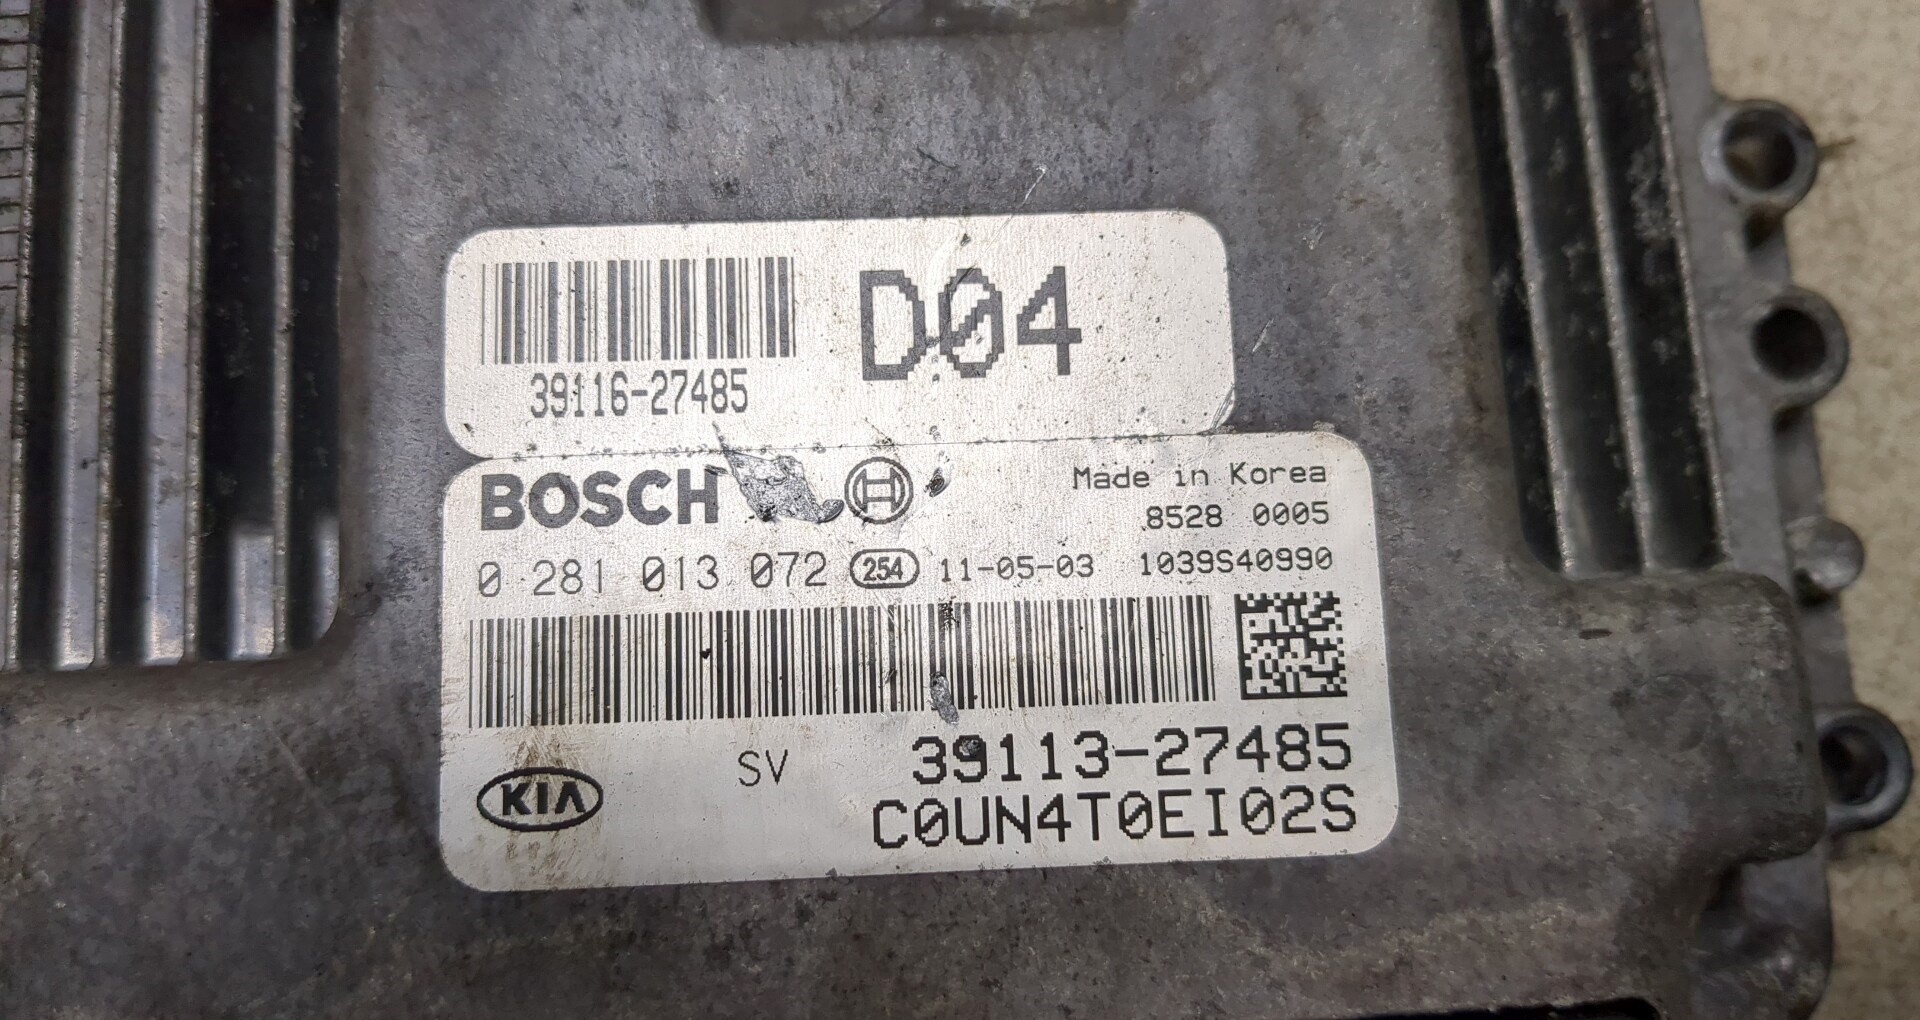 D04
39116-27485
BOSCH
Made in Korea
8528 0005
0 281 013 072 254 11-05-03 1039S40990
SV 39113-27485
KIA C0UN4T0EI02S